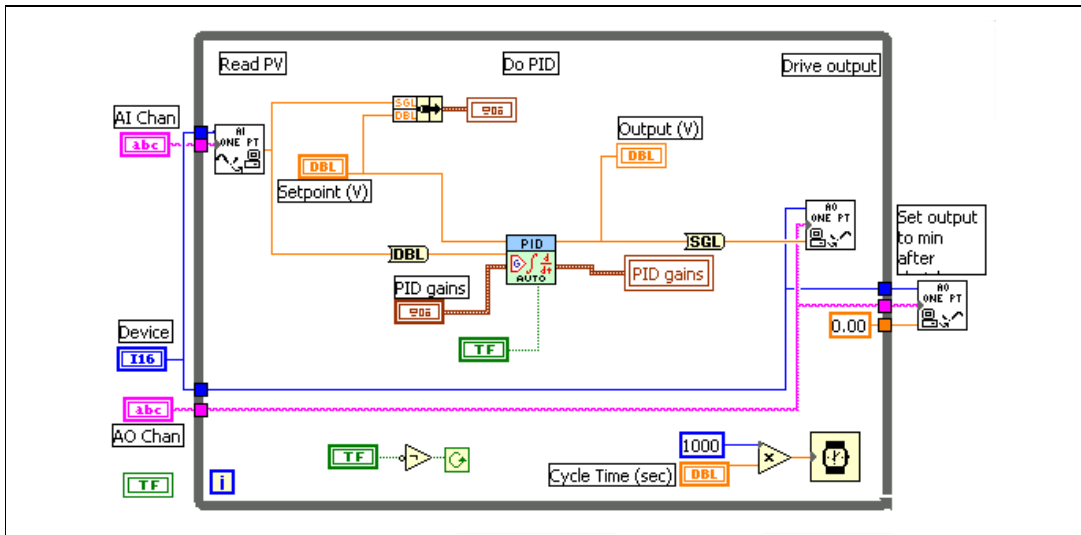 Read PV
Do PID
Drive output
AI Chan
abc
AI
ONE PT
SGL
DBL
DBL
Setpoint (V)
Output (V)
DBL
AO
ONE PT
Set output
to min
after
DBL
PID
AUTO
SGL
PID gains
PID gains
AO
ONE PT
0.00
Device
I16
TF
abc
AO Chan
TF
1000
Cycle Time (sec)
DBL
TF
i